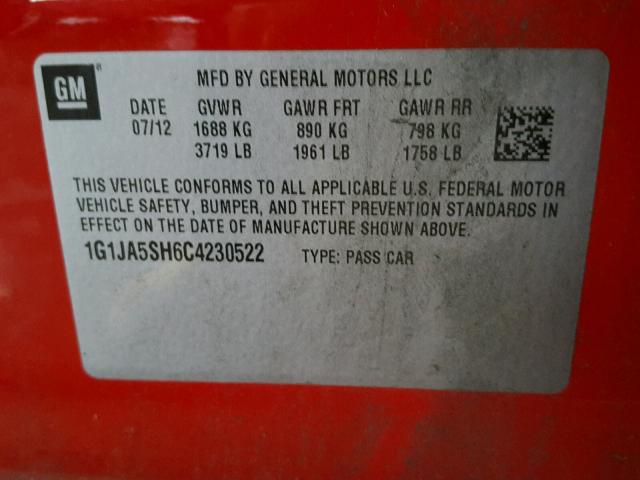 GM ® MFD BY GENERAL MOTORS LLC
DATE GVWR GAWR FRT GAWR RR
07/12 1688 KG 890 KG 798 KG
3719 LB 1961 LB 1758 LB
THIS VEHICLE CONFORMS TO ALL APPLICABLE U.S. FEDERAL MOTOR
VEHICLE SAFETY, BUMPER, AND THEFT PREVENTION STANDARDS IN
EFFECT ON THE DATE OF MANUFACTURE SHOWN ABOVE.
1G1JA5SH6C4230522 TYPE: PASS CAR